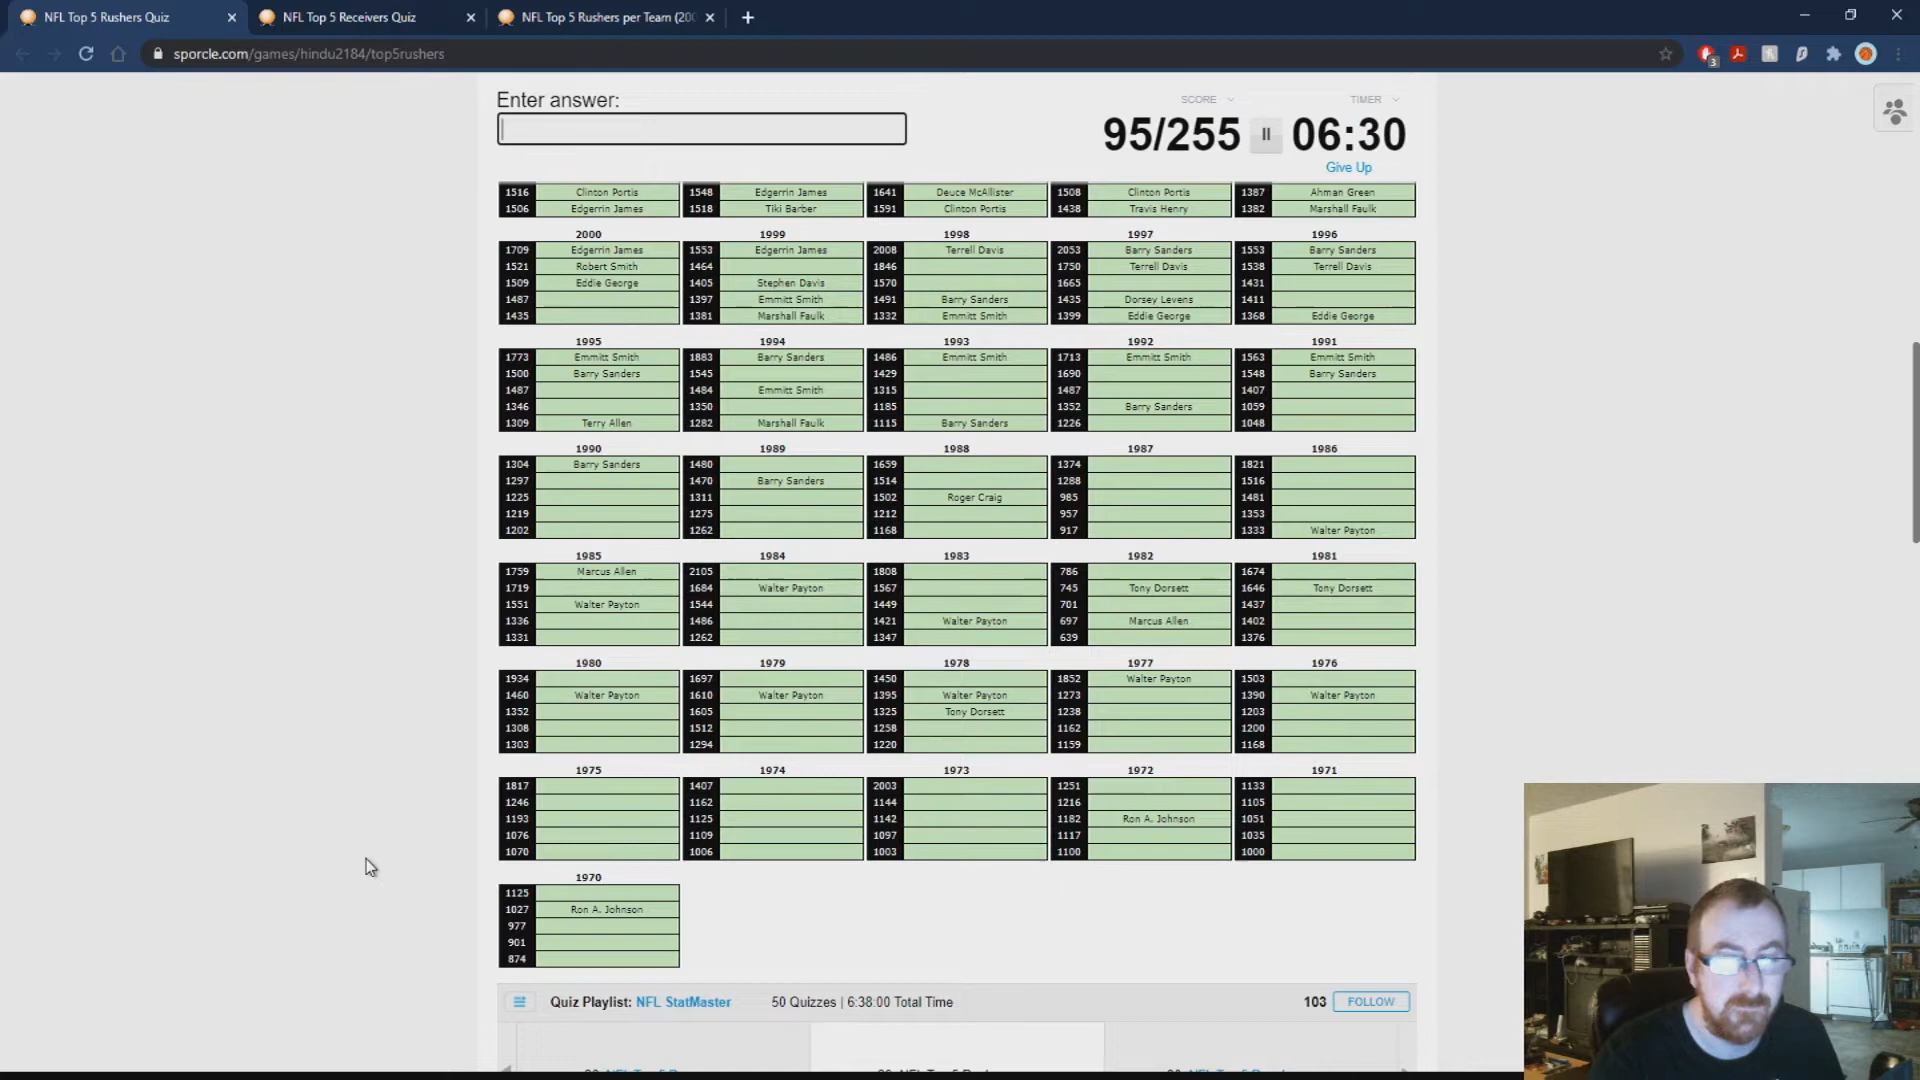 NFL Top 5 Rushers Quiz
NFL Top 5 Receivers Quiz
NFL Top 5 Rushers per Team (200
sporcle.com/games/hindu2184/top5rushers
3
Enter answer:
SCORE
TIMER
95/255
06:30
Give Up
1516 Clinton Portis 1548 Edgerrin James 1641 Deuce McAllister 1508 Clinton Portis 1387 Ahman Green
1506 Edgerrin James 1518 Tiki Barber 1591 Clinton Portis 1438 Travis Henry 1382 Marshall Faulk
2000 1999 1998 1997 1996
1709 Edgerrin James 1553 Edgerrin James 2008 Terrell Davis 2053 Barry Sanders 1553 Barry Sanders
1521 Robert Smith 1464 1846 1750 Terrell Davis 1538 Terrell Davis
1509 Eddie George 1405 Stephen Davis 1570 1665 1431
1487 1397 Emmitt Smith 1491 Barry Sanders 1435 Dorsey Levens 1411
1435 1381 Marshall Faulk 1332 Emmitt Smith 1399 Eddie George 1368 Eddie George
1995 1994 1993 1992 1991
1773 Emmitt Smith 1883 Barry Sanders 1486 Emmitt Smith 1713 Emmitt Smith 1563 Emmitt Smith
1500 Barry Sanders 1545 1429 1690 1548 Barry Sanders
1487 1484 Emmitt Smith 1315 1487 1407
1346 1350 1185 1352 Barry Sanders 1059
1309 Terry Allen 1282 Marshall Faulk 1115 Barry Sanders 1226 1048
1990 1989 1988 1987 1986
1304 Barry Sanders 1480 1659 1374 1821
1297 1470 Barry Sanders 1514 1288 1516
1225 1311 1502 Roger Craig 985 1481
1219 1275 1212 957 1353
1202 1262 1168 917 1333 Walter Payton
1985 1984 1983 1982 1981
1759 Marcus Allen 2105 1808 786 1674
1719 1684 Walter Payton 1567 745 Tony Dorsett 1646 Tony Dorsett
1551 Walter Payton 1544 1449 701 1437
1336 1486 1421 Walter Payton 697 Marcus Allen 1402
1331 1262 1347 639 1376
1980 1979 1978 1977 1976
1934 1697 1450 1852 Walter Payton 1503
1460 Walter Payton 1610 Walter Payton 1395 Walter Payton 1273 1390 Walter Payton
1352 1605 1325 Tony Dorsett 1238 1203
1308 1512 1258 1162 1200
1303 1294 1220 1159 1168
1975 1974 1973 1972 1971
1817 1407 2003 1251 1133
1246 1162 1144 1216 1105
1193 1125 1142 1182 Ron A. Johnson 1051
1076 1109 1097 1117 1035
1070 1006 1003 1100 1000
1970
1125
1027 Ron A. Johnson
977
901
874
Quiz Playlist: NFL StatMaster 50 Quizzes | 6:38:00 Total Time 103 FOLLOW